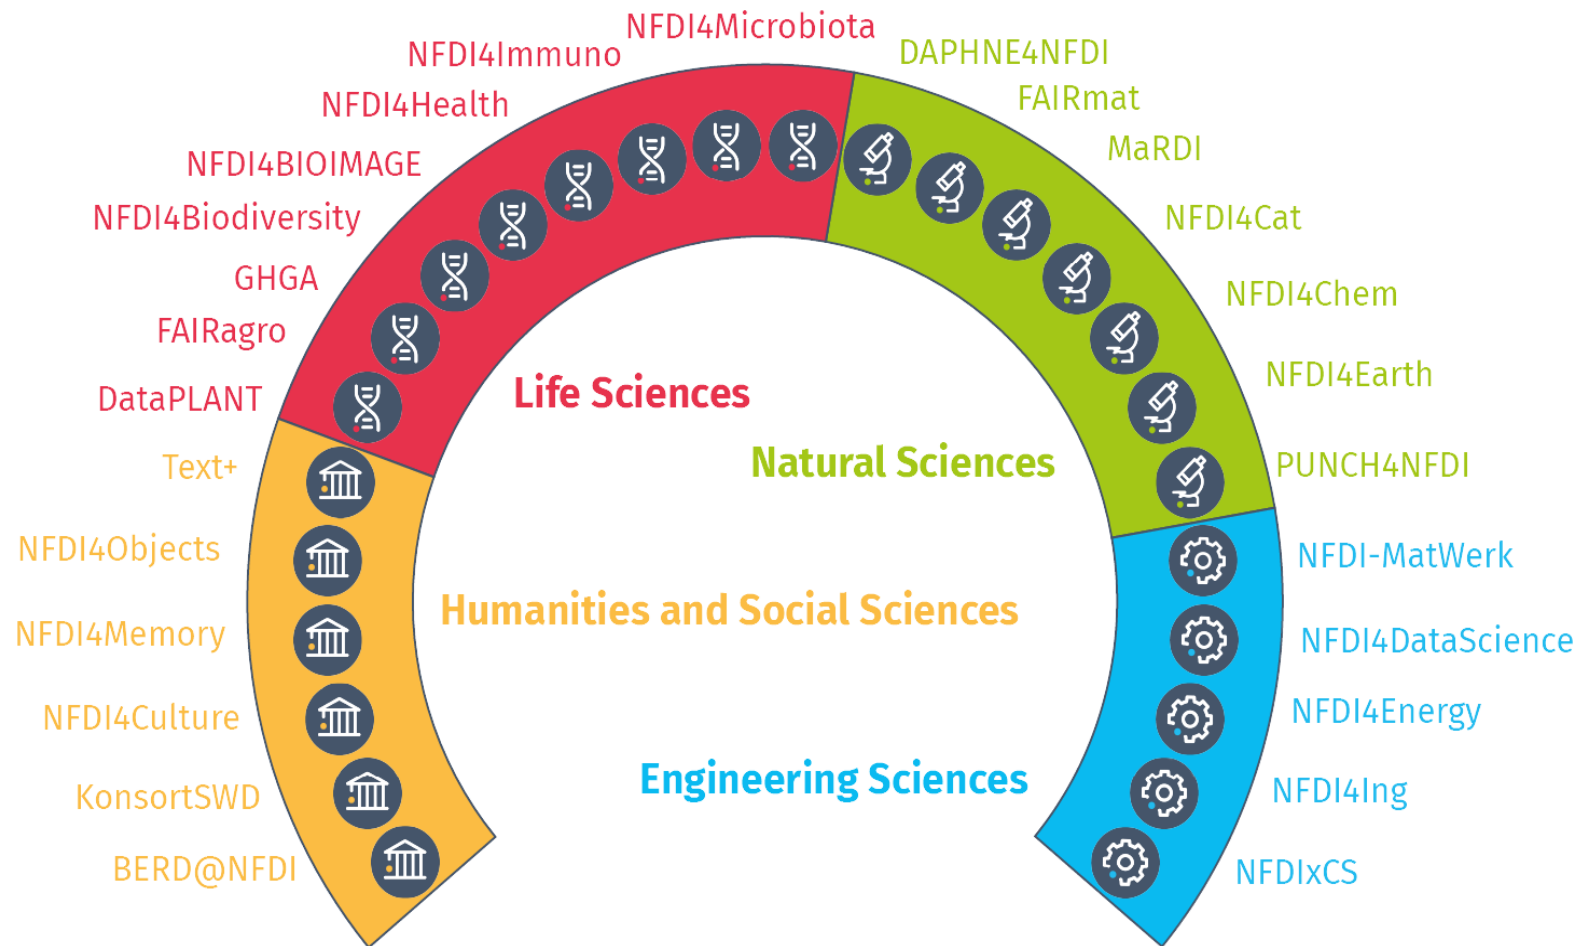 NFDI4Microbiota
NFDI4Immuno
NFDI4Health
NFDI4BIOIMAGE
NFDI4Biodiversity
GHGA
FAIRagro
DataPLANT
DAPHNE4NFDI
FAIRmat
MaRDI
NFDI4Cat
NFDI4Chem
NFDI4Earth
PUNCH4NFDI
Life Sciences
Natural Sciences
Humanities and Social Sciences
Engineering Sciences
Text+
NFDI4Objects
NFDI4Memory
NFDI4Culture
KonsortSWD
BERD@NFDI
NFDI-MatWerk
NFDI4DataScience
NFDI4Energy
NFDI4Ing
NFDIxCS